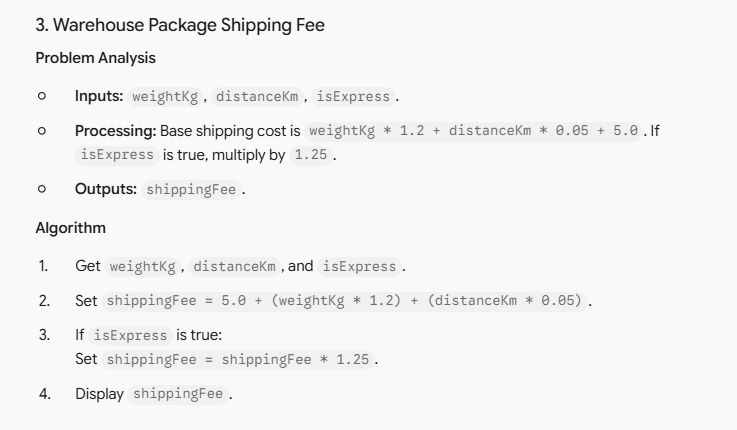 3. Warehouse Package Shipping Fee
Problem Analysis
Inputs: weightKg, distanceKm, isExpress.
Processing: Base shipping cost is weightKg * 1.2 + distanceKm * 0.05 + 5.0. If
isExpress is true, multiply by 1.25.
Outputs: shippingFee.
Algorithm
1. Get weightKg, distanceKm, and isExpress.
2. Set shippingFee = 5.0 + (weightKg * 1.2) + (distanceKm * 0.05).
3. If isExpress is true:
Set shippingFee = shippingFee * 1.25.
4. Display shippingFee.